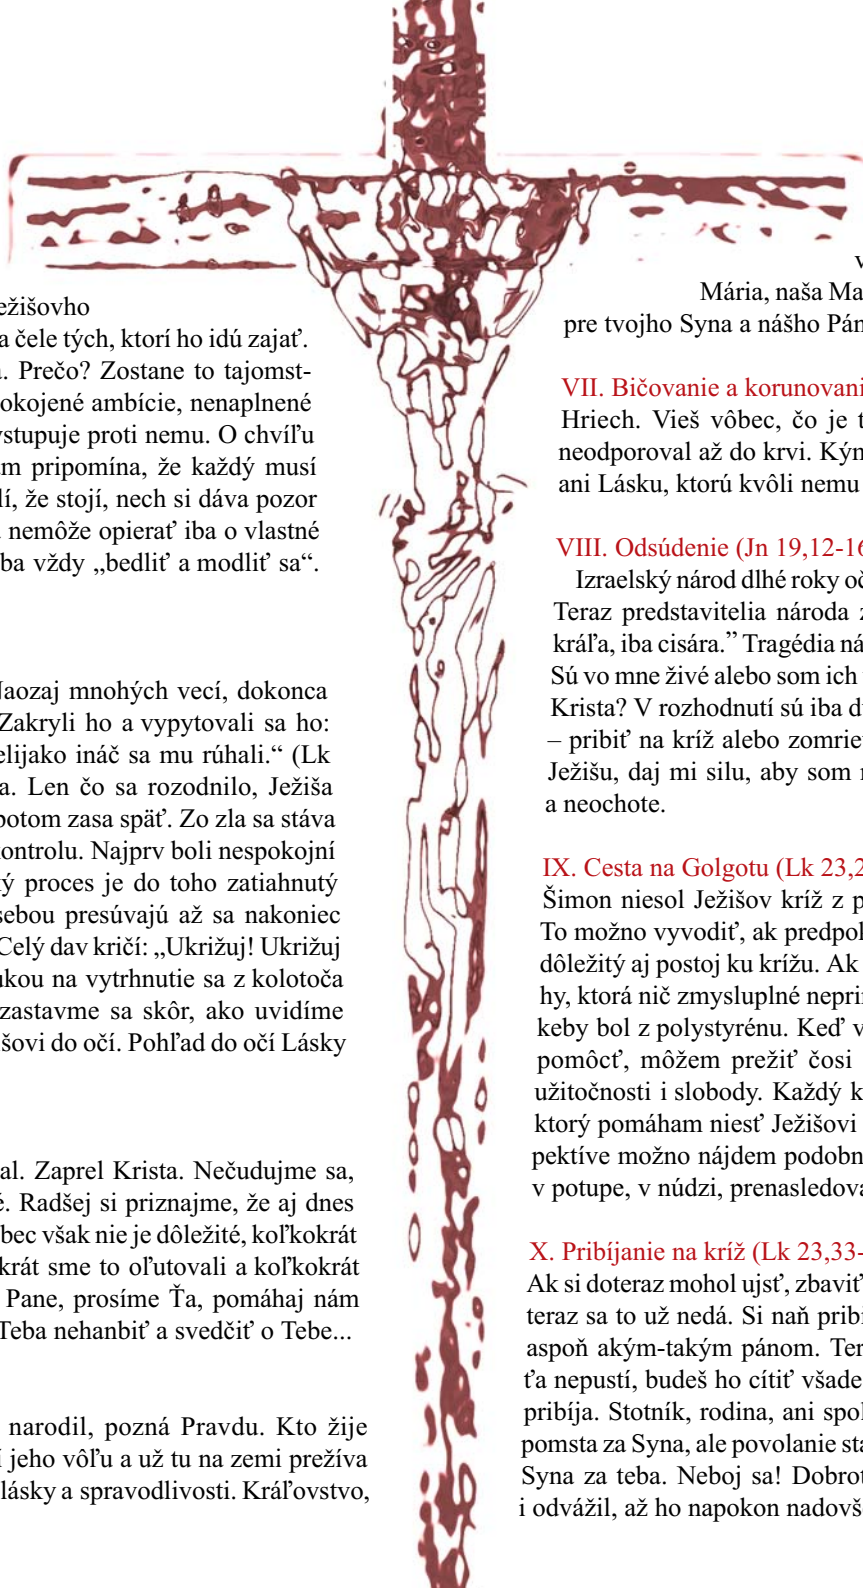 ežišovho
a čele tých, ktorí ho idú zajať.
. Prečo? Zostane to tajomst-
okojené ambície, nenaplnené
ystupuje proti nemu. O chvíľu
m pripomína, že každý musí
lí, že stojí, nech si dáva pozor
nemôže opierať iba o vlastné
ba vždy „bedliť a modliť sa“.
Naozaj mnohých vecí, dokonca
Zakryli ho a vypytovali sa ho:
elijako ináč sa mu rúhali.“ (Lk
a. Len čo sa rozodnilo, Ježiša
potom zasa späť. Zo zla sa stáva
kontrolu. Najprv boli nespokojní
ký proces je do toho zatiahnutý
sebou presúvajú až sa nakoniec
Celý dav kričí: „Ukrižuj! Ukrižuj
ukou na vytrhnutie sa z kolotoča
zastavme sa skôr, ako uvidíme
šovi do očí. Pohľad do očí Lásky
al. Zaprel Krista. Nečudujme sa,
é. Radšej si priznajme, že aj dnes
bec však nie je dôležité, koľkokrát
krát sme to oľutovali a koľkokrát
Pane, prosíme Ťa, pomáhaj nám
Teba nehanbiť a svedčiť o Tebe...
narodil, pozná Pravdu. Kto žije
í jeho vôľu a už tu na zemi prežíva
lásky a spravodlivosti. Kráľovstvo,
v
Mária, naša Ma
pre tvojho Syna a nášho Pán
VII. Bičovanie a korunovani
Hriech. Vieš vôbec, čo je t
neodporoval až do krvi. Kým
ani Lásku, ktorú kvôli nemu
VIII. Odsúdenie (Jn 19,12-16
Izraelský národ dlhé roky oč
Teraz predstavitelia národa z
kráľa, iba cisára.” Tragédia ná
Sú vo mne živé alebo som ich
Krista? V rozhodnutí sú iba d
– pribiť na kríž alebo zomrie
Ježišu, daj mi silu, aby som n
a neochote.
IX. Cesta na Golgotu (Lk 23,2
Šimon niesol Ježišov kríž z p
To možno vyvodiť, ak predpol
dôležitý aj postoj ku krížu. Ak
hy, ktorá nič zmysluplné neprin
keby bol z polystyrénu. Keď v
pomôcť, môžem prežiť čosi
užitočnosti i slobody. Každý k
ktorý pomáham niesť Ježišovi
pektíve možno nájdem podobn
v potupe, v núdzi, prenasledova
X. Pribíjanie na kríž (Lk 23,33-
Ak si doteraz mohol ujsť, zbaviť
teraz sa to už nedá. Si naň pribi
aspoň akým-takým pánom. Ter
ťa nepustí, budeš ho cítiť všade
pribíja. Stotník, rodina, ani spol
pomsta za Syna, ale povolanie sta
Syna za teba. Neboj sa! Dobrot
i odvážil, až ho napokon nadovš